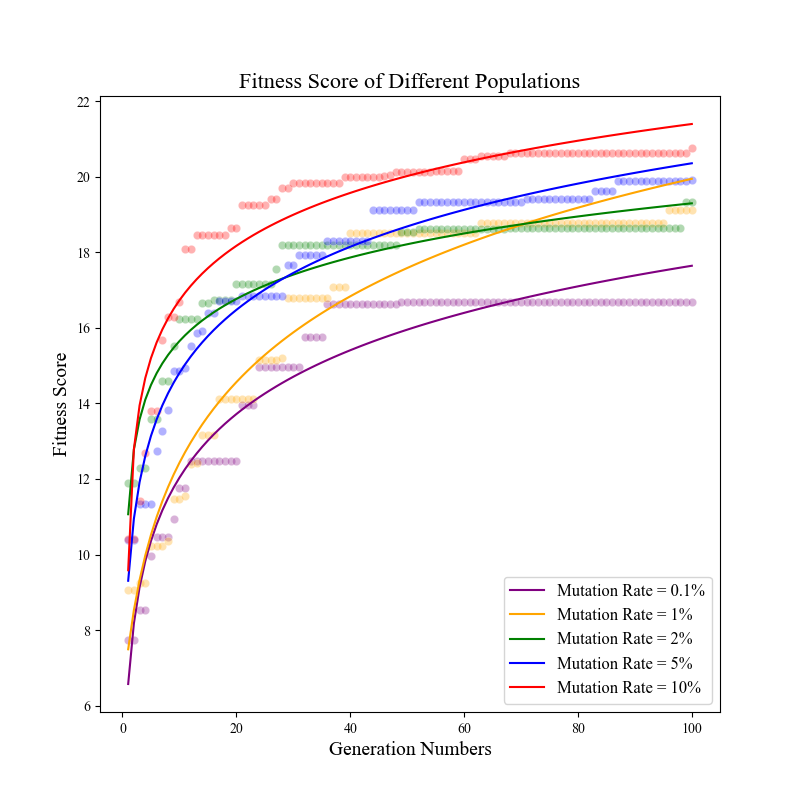 Fitness Score of Different Populations
22
20
18
16
14
12
10
8
6
Fitness Score
0 20 40 60 80 100
Generation Numbers
Mutation Rate = 0.1%
Mutation Rate = 1%
Mutation Rate = 2%
Mutation Rate = 5%
Mutation Rate = 10%